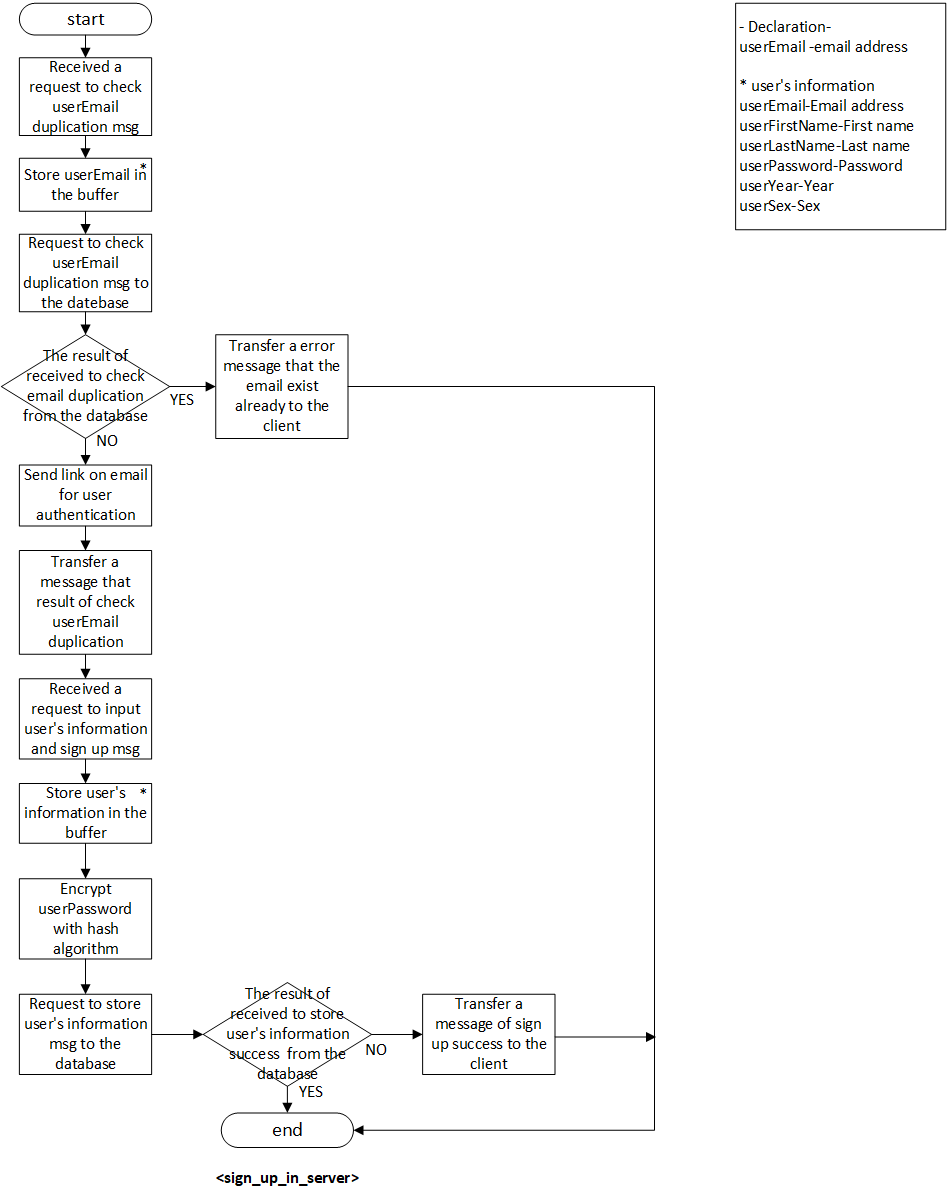 start
Received a
request to check
userEmail
duplication msg
*
Store userEmail in
the buffer
Request to check
userEmail
duplication msg to
the datebase
The result of
received to check
email duplication
from the database
YES
NO
Transfer a error
message that the
email exist
already to the
client
Send link on email
for user
authentication
Transfer a
message that
result of check
userEmail
duplication
Received a
request to input
user's information
and sign up msg
Store user's *
information in the
buffer
Encrypt
userPassword
with hash
algorithm
Request to store
user's information
msg to the
database
The result of
received to store
user's information
success from the
database
NO
YES
Transfer a
message of sign
up success to the
client
end
<sign_up_in_server>
- Declaration-
userEmail -email address
* user's information
userEmail-Email address
userFirstName-First name
userLastName-Last name
userPassword-Password
userYear-Year
userSex-Sex